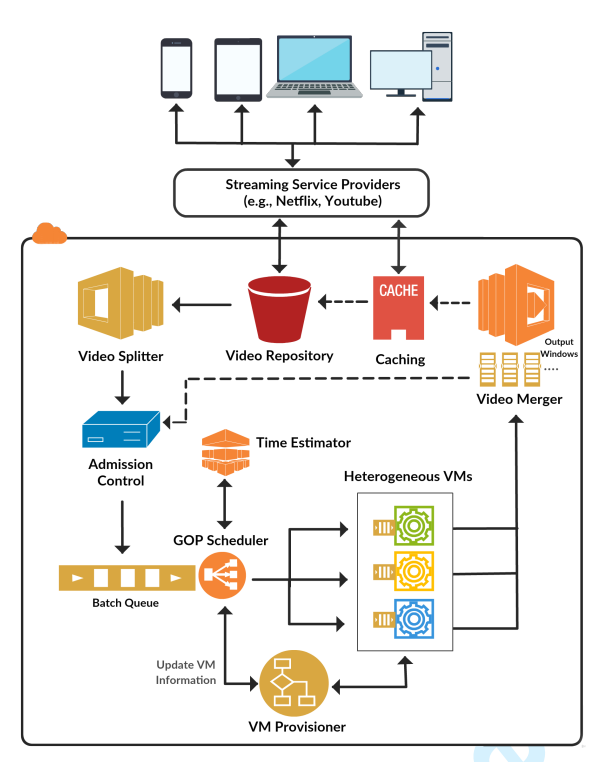 Streaming Service Providers
(e.g., Netflix, Youtube)
CACHE
Output
Windows
Video Splitter
Video Repository
Caching
....
Video Merger
Admission
Control
Time Estimator
Heterogeneous VMs
GOP Scheduler
Batch Queue
Update VM
Information
VM Provisioner